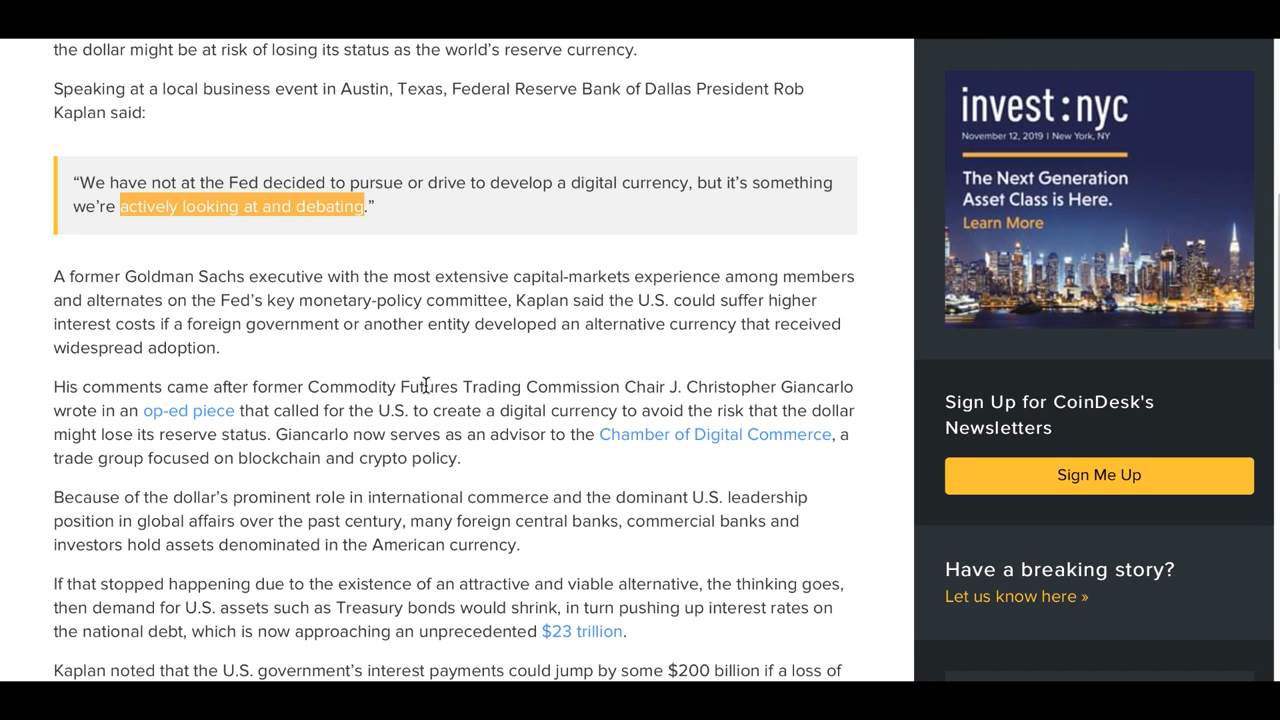 the dollar might be at risk of losing its status as the world's reserve currency.
Speaking at a local business event in Austin, Texas, Federal Reserve Bank of Dallas President Rob
Kaplan said:
“We have not at the Fed decided to pursue or drive to develop a digital currency, but it’s something
we’re actively looking at and debating.”
A former Goldman Sachs executive with the most extensive capital-markets experience among members
and alternates on the Fed’s key monetary-policy committee, Kaplan said the U.S. could suffer higher
interest costs if a foreign government or another entity developed an alternative currency that received
widespread adoption.
His comments came after former Commodity Futures Trading Commission Chair J. Christopher Giancarlo
wrote in an op-ed piece that called for the U.S. to create a digital currency to avoid the risk that the dollar
might lose its reserve status. Giancarlo now serves as an advisor to the Chamber of Digital Commerce, a
trade group focused on blockchain and crypto policy.
Because of the dollar’s prominent role in international commerce and the dominant U.S. leadership
position in global affairs over the past century, many foreign central banks, commercial banks and
investors hold assets denominated in the American currency.
If that stopped happening due to the existence of an attractive and viable alternative, the thinking goes,
then demand for U.S. assets such as Treasury bonds would shrink, in turn pushing up interest rates on
the national debt, which is now approaching an unprecedented $23 trillion.
Kaplan noted that the U.S. government’s interest payments could jump by some $200 billion if a loss of
invest:nyc
November 12, 2019 | New York, NY
The Next Generation
Asset Class is Here.
Learn More
Sign Up for CoinDesk's
Newsletters
Sign Me Up
Have a breaking story?
Let us know here »